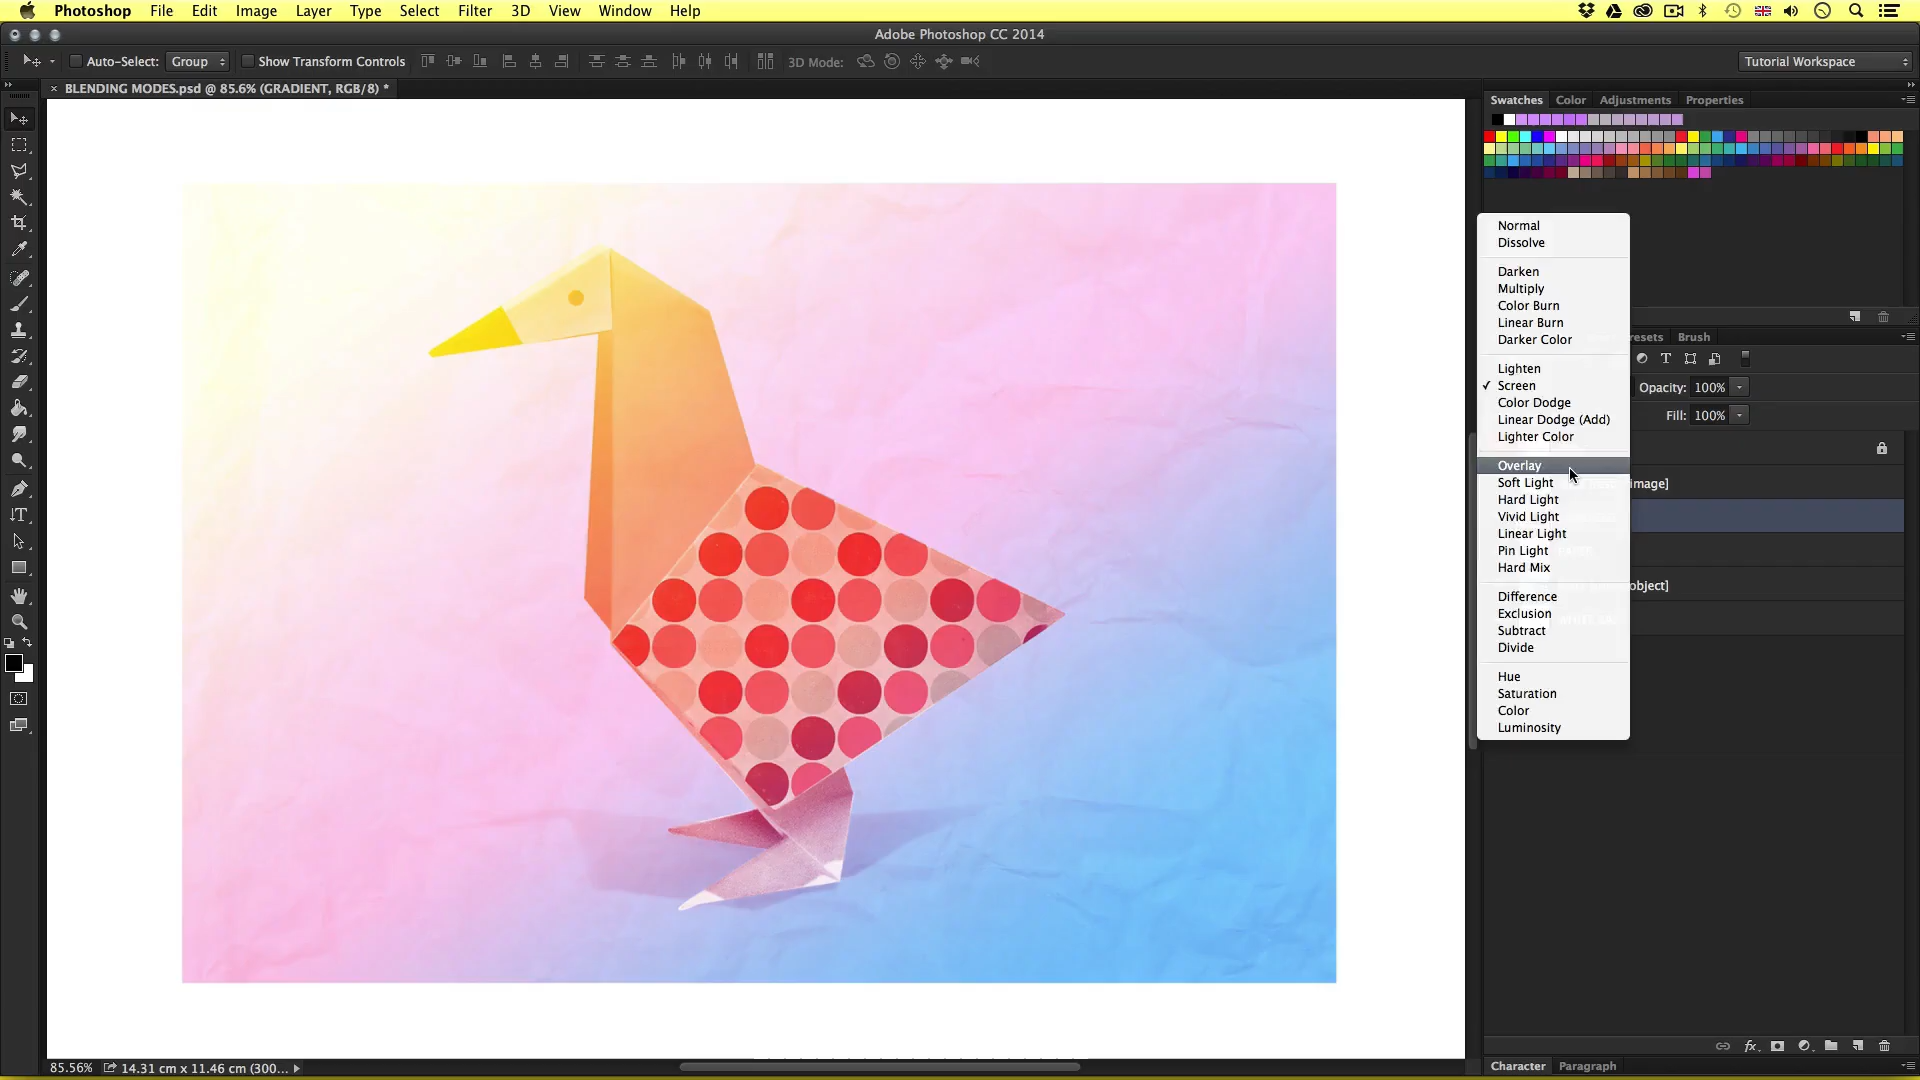 Photoshop File Edit Image Layer Type Select Filter 3D View Window Help
Adobe Photoshop CC 2014
Auto-Select: Group Show Transform Controls 3D Mode: Tutorial Workspace
× BLENDING MODES.psd @ 85.6% (GRADIENT, RGB/8) *
Swatches Color Adjustments Properties
Normal
Dissolve
Darken
Multiply
Color Burn
Linear Burn
Darker Color
Lighten
✓ Screen
Color Dodge
Linear Dodge (Add)
Lighter Color
Overlay
Soft Light
Hard Light
Vivid Light
Linear Light
Pin Light
Hard Mix
Difference
Exclusion
Subtract
Divide
Hue
Saturation
Color
Luminosity
resets Brush
Opacity: 100%
Fill: 100%
image]
object]
85.56% 14.31 cm x 11.46 cm (300...
Character Paragraph